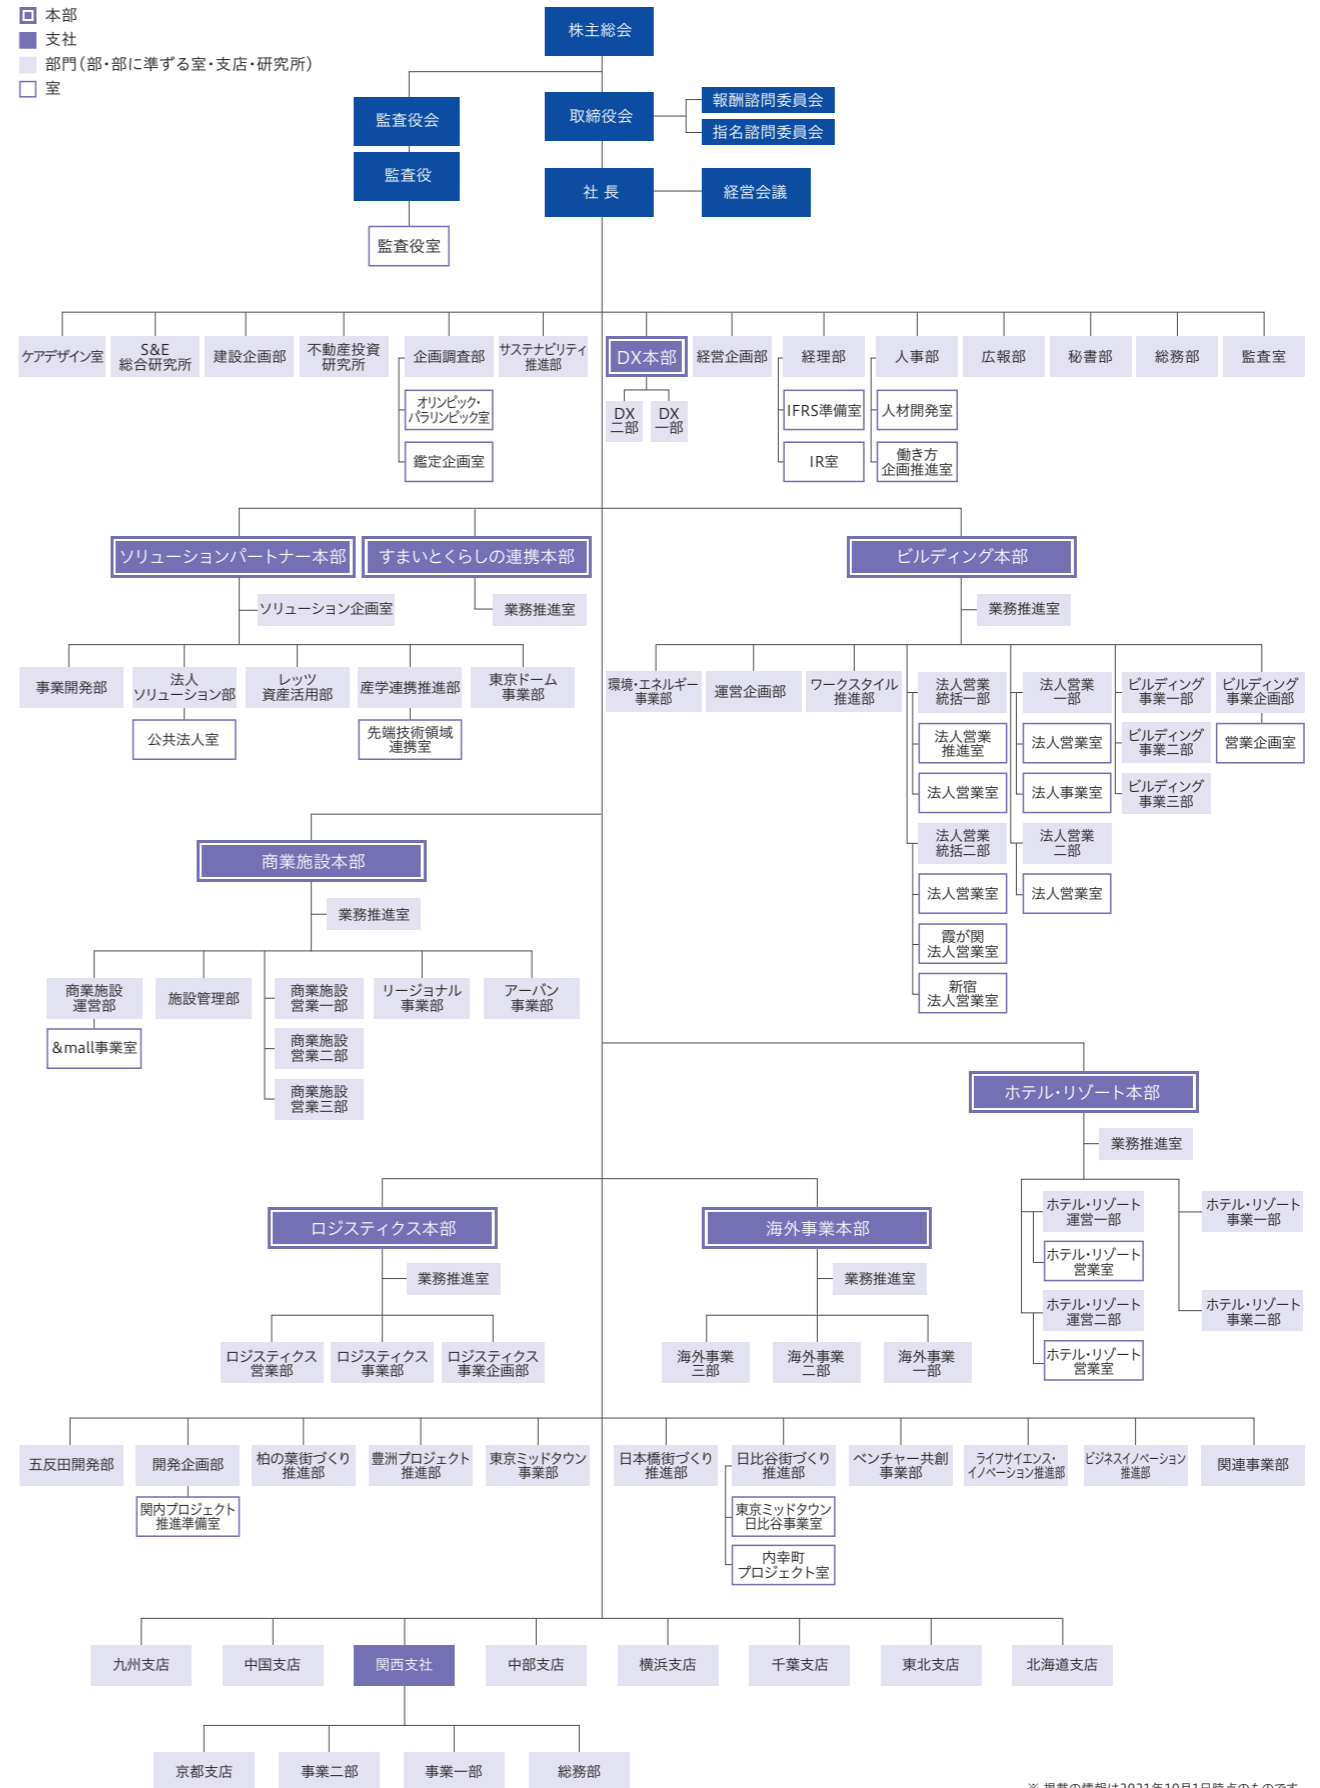 本部
支社
部門(部・部に準ずる室・支店・研究所)
室
株主総会
監査役会
取締役会
報酬諮問委員会
指名諮問委員会
監査役
社 長
経営会議
監査役室
ケアデザイン室
S&E
総合研究所
建設企画部
不動産投資
研究所
企画調査部
サステナビリティ
推進部
DX本部
経営企画部
経理部
人事部
広報部
秘書部
総務部
監査室
オリンピック・
パラリンピック室
鑑定企画室
DX
二部
DX
一部
IFRS準備室
IR室
人材開発室
働き方
企画推進室
ソリューションパートナー本部
すまいとくらしの連携本部
ビルディング本部
ソリューション企画室
業務推進室
業務推進室
事業開発部
法人
ソリューション部
レッツ
資産活用部
産学連携推進部
東京ドーム
事業部
公共法人室
先端技術領域
連携室
環境・エネルギー
事業部
運営企画部
ワークスタイル
推進部
法人営業
統括一部
法人営業
推進室
法人営業室
法人営業
統括二部
法人営業室
霞が関
法人営業室
新宿
法人営業室
法人営業
一部
法人営業室
法人事業室
法人営業
二部
法人営業室
ビルディング
事業一部
ビルディング
事業二部
ビルディング
事業三部
ビルディング
事業企画部
営業企画室
商業施設本部
業務推進室
商業施設
運営部
&mall事業室
施設管理部
商業施設
営業一部
商業施設
営業二部
商業施設
営業三部
リージョナル
事業部
アーバン
事業部
ホテル・リゾート本部
業務推進室
ホテル・リゾート
運営一部
ホテル・リゾート
営業室
ホテル・リゾート
運営二部
ホテル・リゾート
営業室
ホテル・リゾート
事業一部
ホテル・リゾート
事業二部
ロジスティクス本部
業務推進室
ロジスティクス
営業部
ロジスティクス
事業部
ロジスティクス
事業企画部
海外事業本部
業務推進室
海外事業
三部
海外事業
二部
海外事業
一部
五反田開発部
開発企画部
関内プロジェクト
推進準備室
柏の葉街づくり
推進部
豊洲プロジェクト
推進部
東京ミッドタウン
事業部
日本橋街づくり
推進部
日比谷街づくり
推進部
東京ミッドタウン
日比谷事業室
内幸町
プロジェクト室
ベンチャー共創
事業部
ライフサイエンス・
イノベーション推進部
ビジネスイノベーション
推進部
関連事業部
九州支店
中国支店
関西支社
中部支店
横浜支店
千葉支店
東北支店
北海道支店
京都支店
事業二部
事業一部
総務部
※ 掲載の情報は2021年10月1日時点のものです